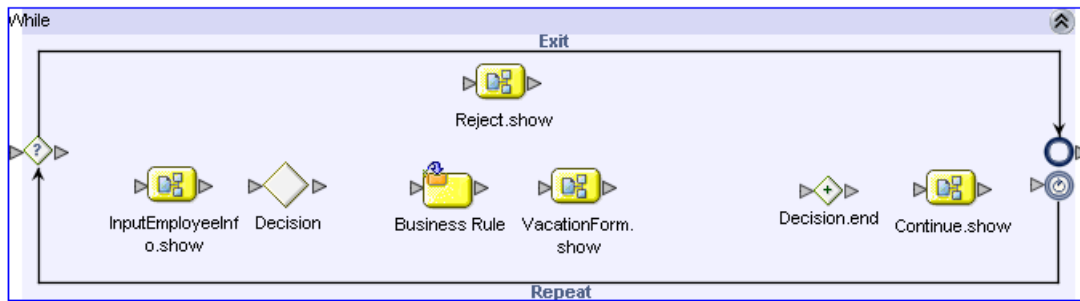 While
Exit
Reject.show
?
InputEmployeeInf
o.show
Decision
Business Rule
VacationForm.
show
+
Decision.end
Continue.show
Repeat